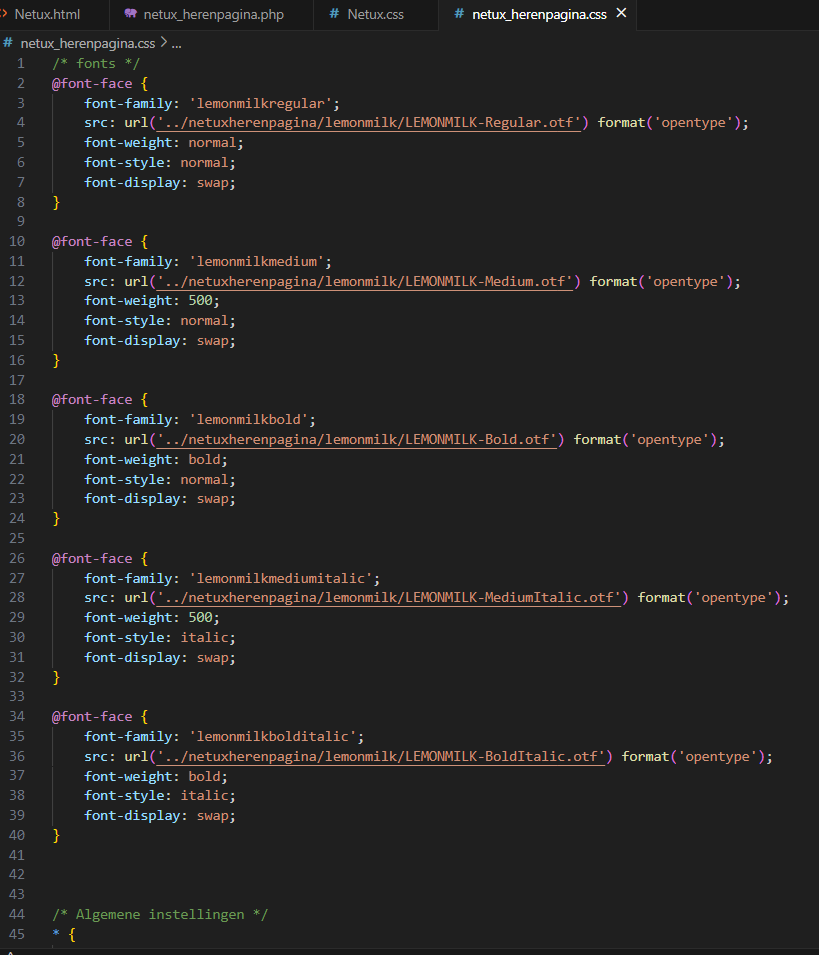 Netux.html netux_herenpagina.php # Netux.css # netux_herenpagina.css ×
# netux_herenpagina.css > ...
1 /* fonts */
2 @font-face {
3 font-family: 'lemonmilkregular';
4 src: url('../netuxherenpagina/lemonmilk/LEMONMILK-Regular.otf') format('opentype');
5 font-weight: normal;
6 font-style: normal;
7 font-display: swap;
8 }
9
10 @font-face {
11 font-family: 'lemonmilkmedium';
12 src: url('../netuxherenpagina/lemonmilk/LEMONMILK-Medium.otf') format('opentype');
13 font-weight: 500;
14 font-style: normal;
15 font-display: swap;
16 }
17
18 @font-face {
19 font-family: 'lemonmilkbold';
20 src: url('../netuxherenpagina/lemonmilk/LEMONMILK-Bold.otf') format('opentype');
21 font-weight: bold;
22 font-style: normal;
23 font-display: swap;
24 }
25
26 @font-face {
27 font-family: 'lemonmilkmediumitalic';
28 src: url('../netuxherenpagina/lemonmilk/LEMONMILK-MediumItalic.otf') format('opentype');
29 font-weight: 500;
30 font-style: italic;
31 font-display: swap;
32 }
33
34 @font-face {
35 font-family: 'lemonmilkbolditalic';
36 src: url('../netuxherenpagina/lemonmilk/LEMONMILK-BoldItalic.otf') format('opentype');
37 font-weight: bold;
38 font-style: italic;
39 font-display: swap;
40 }
41
42
43
44 /* Algemene instellingen */
45 * {